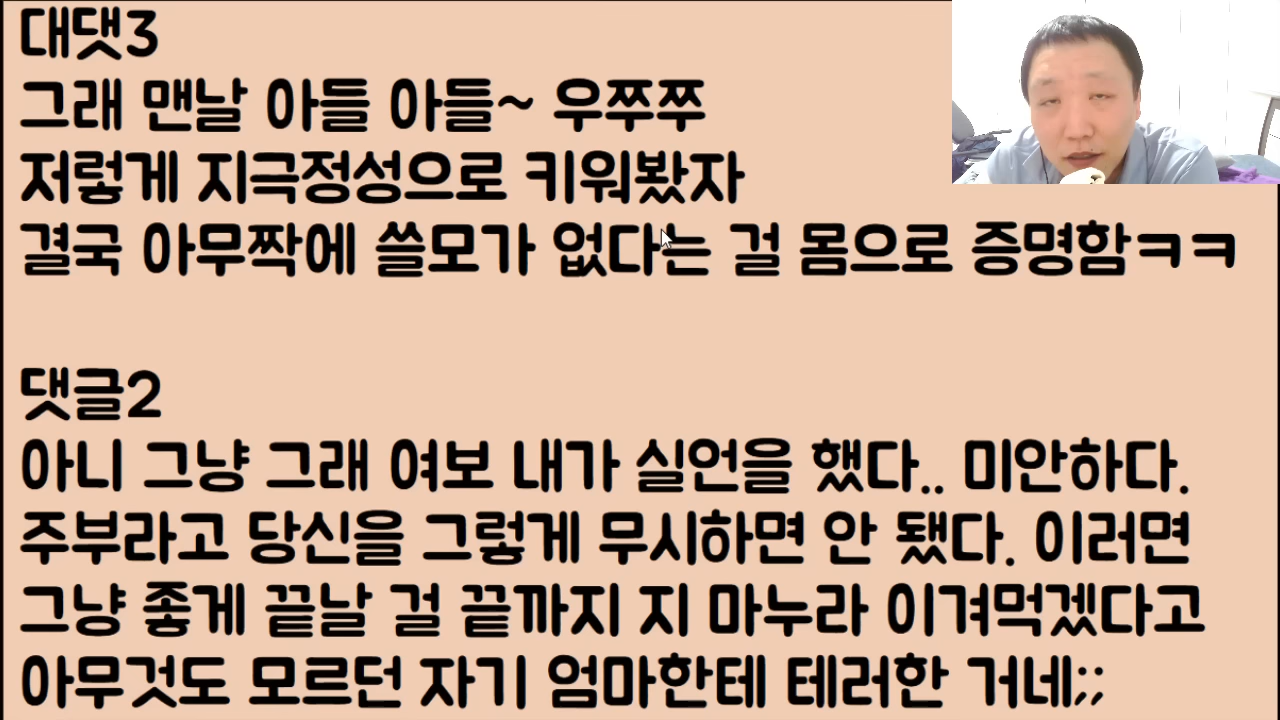 대댓3
그래 맨날 아들 아들~ 우쭈쭈
저렇게 지극정성으로 키워봤자
결국 아무짝에 쓸모가 없다는 걸 몸으로 증명함ㅋㅋ
댓글2
아니 그냥 그래 여보 내가 실언을 했다.. 미안하다.
주부라고 당신을 그렇게 무시하면 안 됐다. 이러면
그냥 좋게 끝날 걸 끝까지 지 마누라 이겨먹겠다고
아무것도 모르던 자기 엄마한테 테러한 거네;;